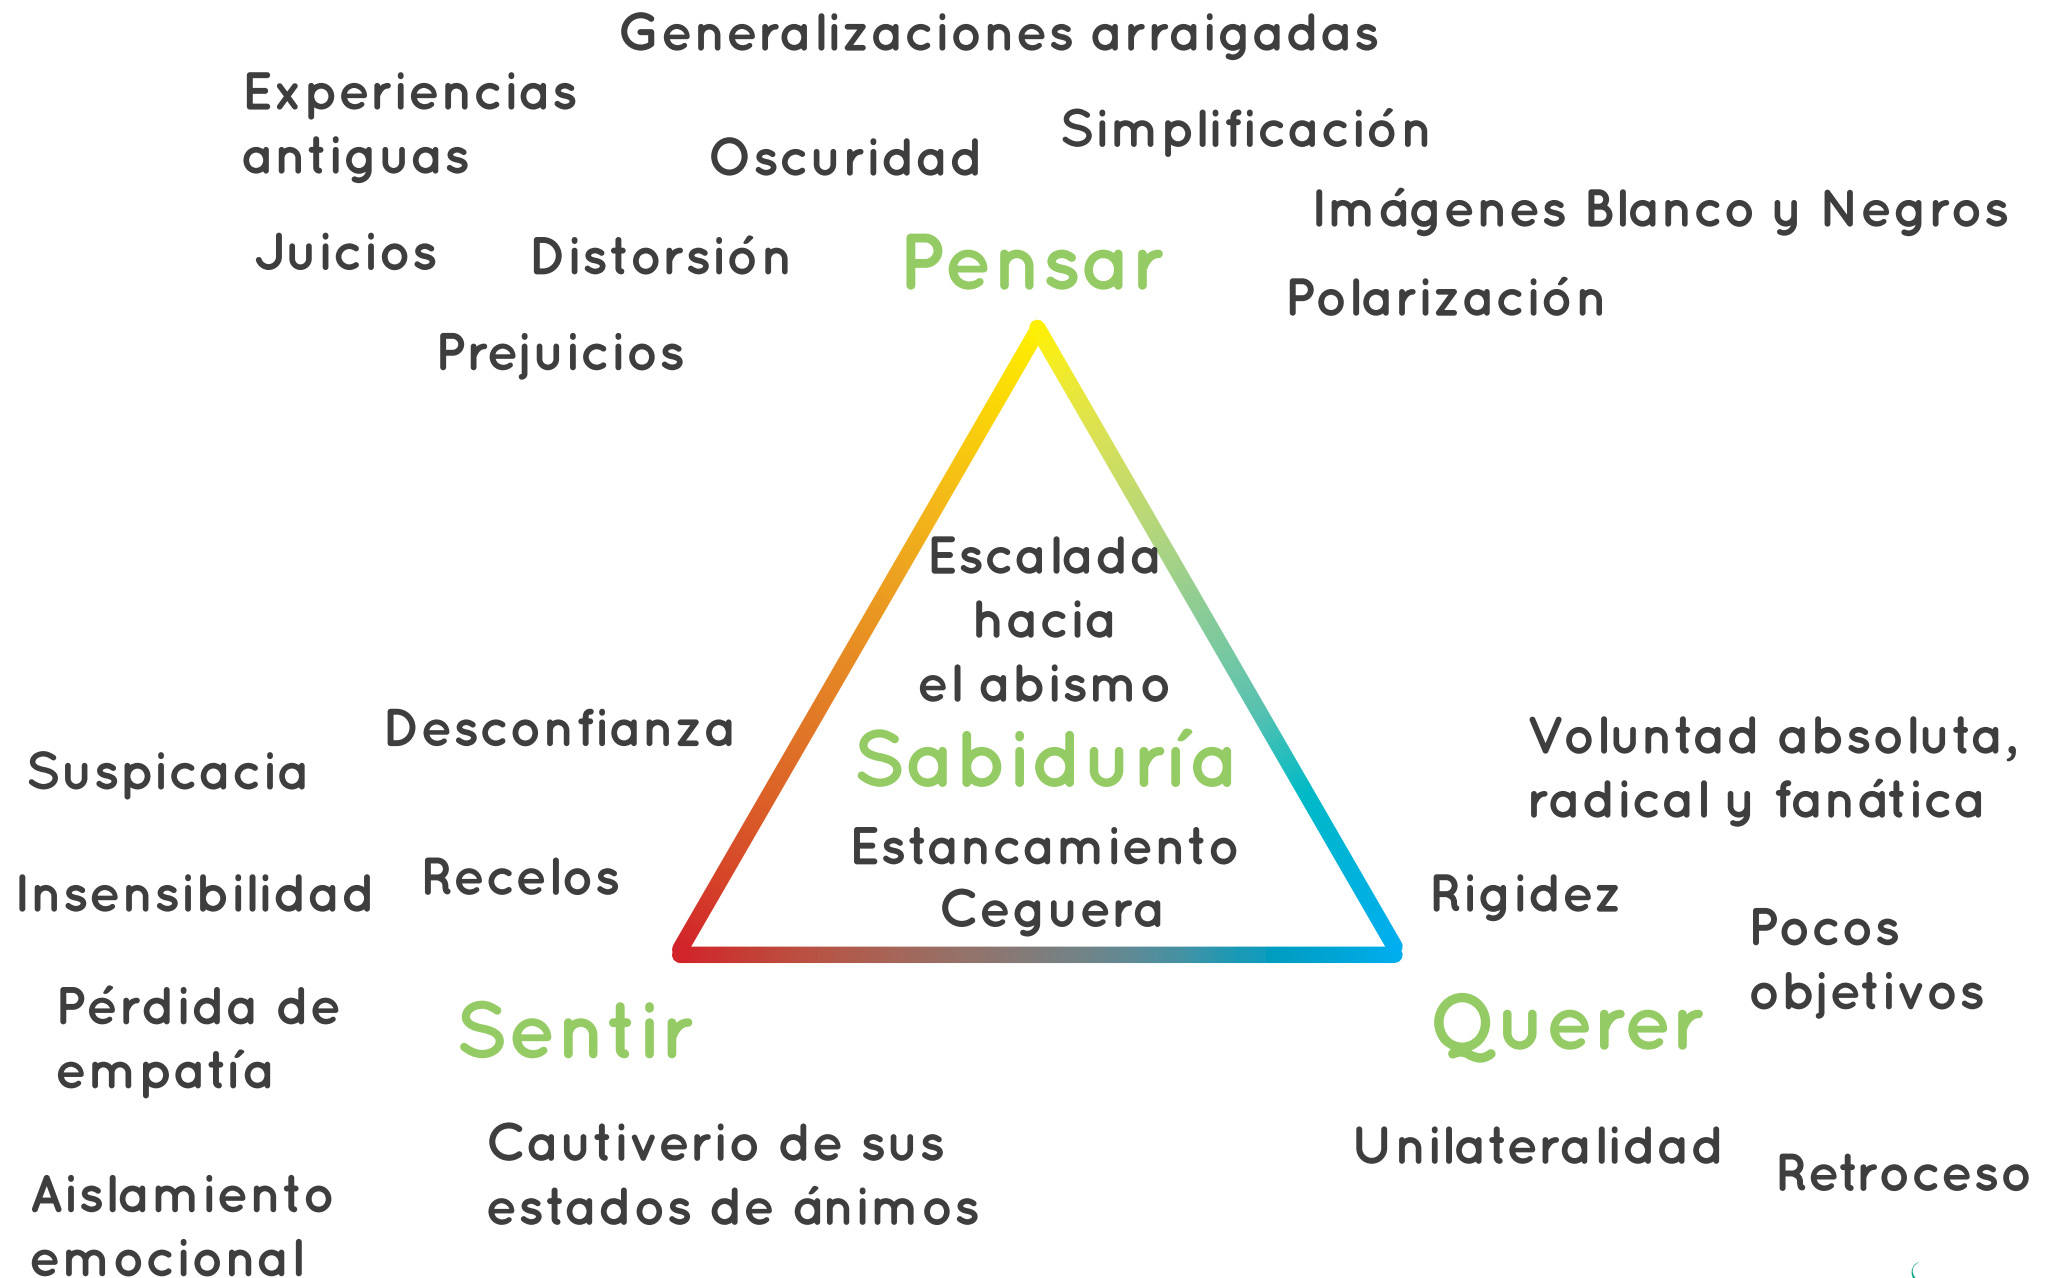 Generalizaciones arraigadas
Experiencias
antiguas
Oscuridad
Simplificación
Imágenes Blanco y Negros
Juicios
Distorsión
Pensar
Polarización
Prejuicios
Escalada
hacia
el abismo
Sabiduría
Estancamiento
Ceguera
Desconfianza
Suspicacia
Insensibilidad
Recelos
Pérdida de
empatía
Sentir
Cautiverio de sus
estados de ánimos
Aislamiento
emocional
Voluntad absoluta,
radical y fanática
Rigidez
Pocos
objetivos
Querer
Unilateralidad
Retroceso